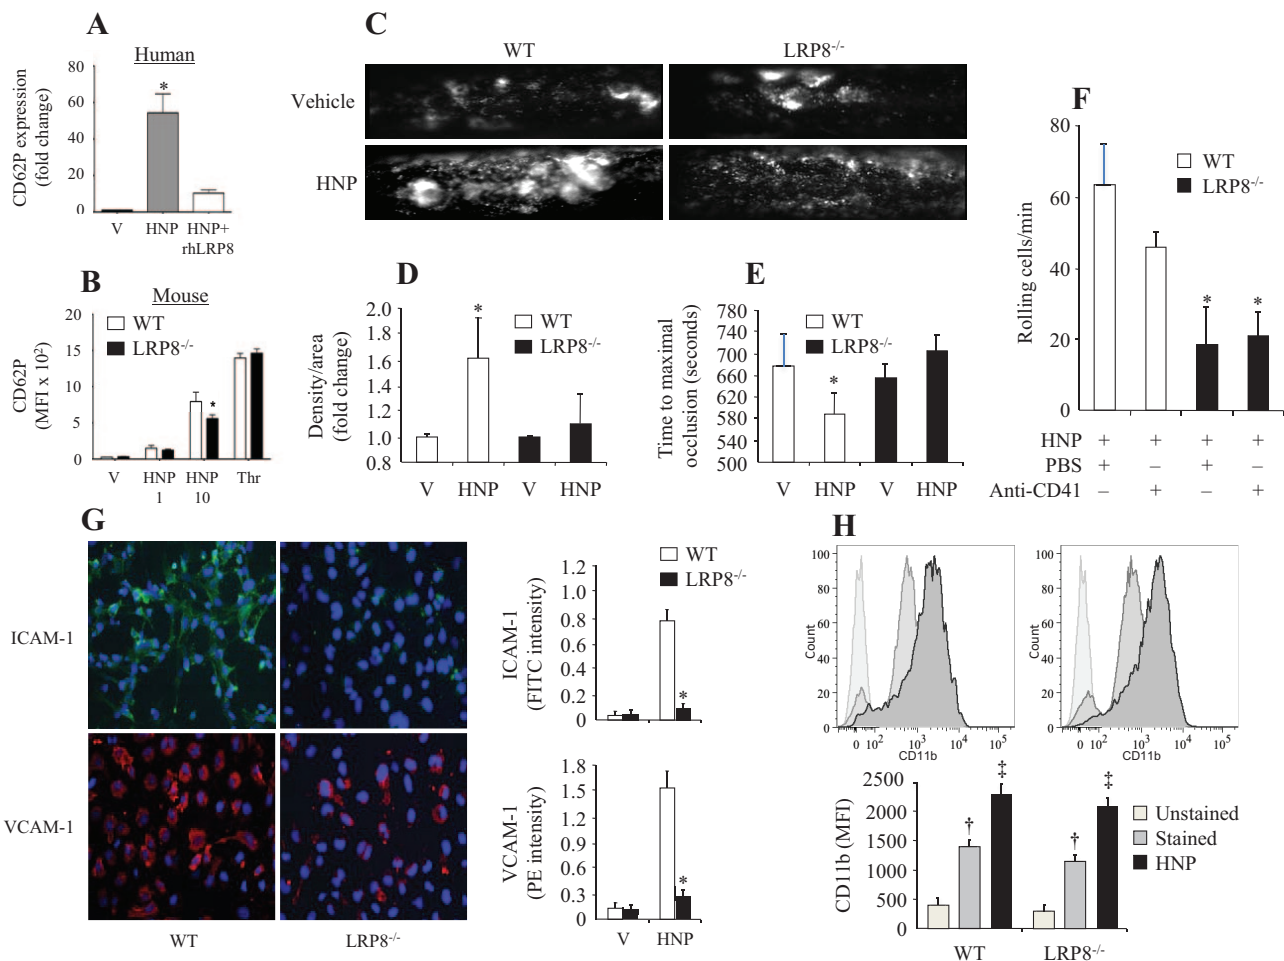 A
Human
CD62P expression
(fold change)
80
60
40
20
0
*
V
HNP
HNP+
rhLRP8
B
Mouse
WT
LRP8-/-
CD62P
(MFI x 10²)
20
15
10
5
0
*
V
HNP
1
HNP
10
Thr
C
WT
LRP8-/-
Vehicle
HNP
D
Density/area
(fold change)
2.0
1.8
1.6
1.4
1.2
1.0
0.8
*
WT
LRP8-/-
V
HNP
V
HNP
E
Time to maximal
occlusion (seconds)
780
740
700
660
620
580
540
500
*
WT
LRP8-/-
V
HNP
V
HNP
F
Rolling cells/min
80
60
40
20
0
WT
LRP8-/-
* *
HNP + + + +
PBS + – + –
Anti-CD41 – + – +
G
ICAM-1
VCAM-1
WT
LRP8-/-
WT
LRP8-/-
ICAM-1
(FITC intensity)
1.2
1.0
0.8
0.6
0.4
0.2
0
*
VCAM-1
(PE intensity)
1.8
1.5
1.2
0.9
0.6
0.3
0
*
V
HNP
H
Count
100
80
60
40
20
0
0 10² 10³ 10⁴ 10⁵
CD11b
Count
100
80
60
40
20
0
0 10² 10³ 10⁴ 10⁵
CD11b
CD11b (MFI)
2500
2000
1500
1000
500
0
† ‡
† ‡
WT
LRP8-/-
Unstained
Stained
HNP